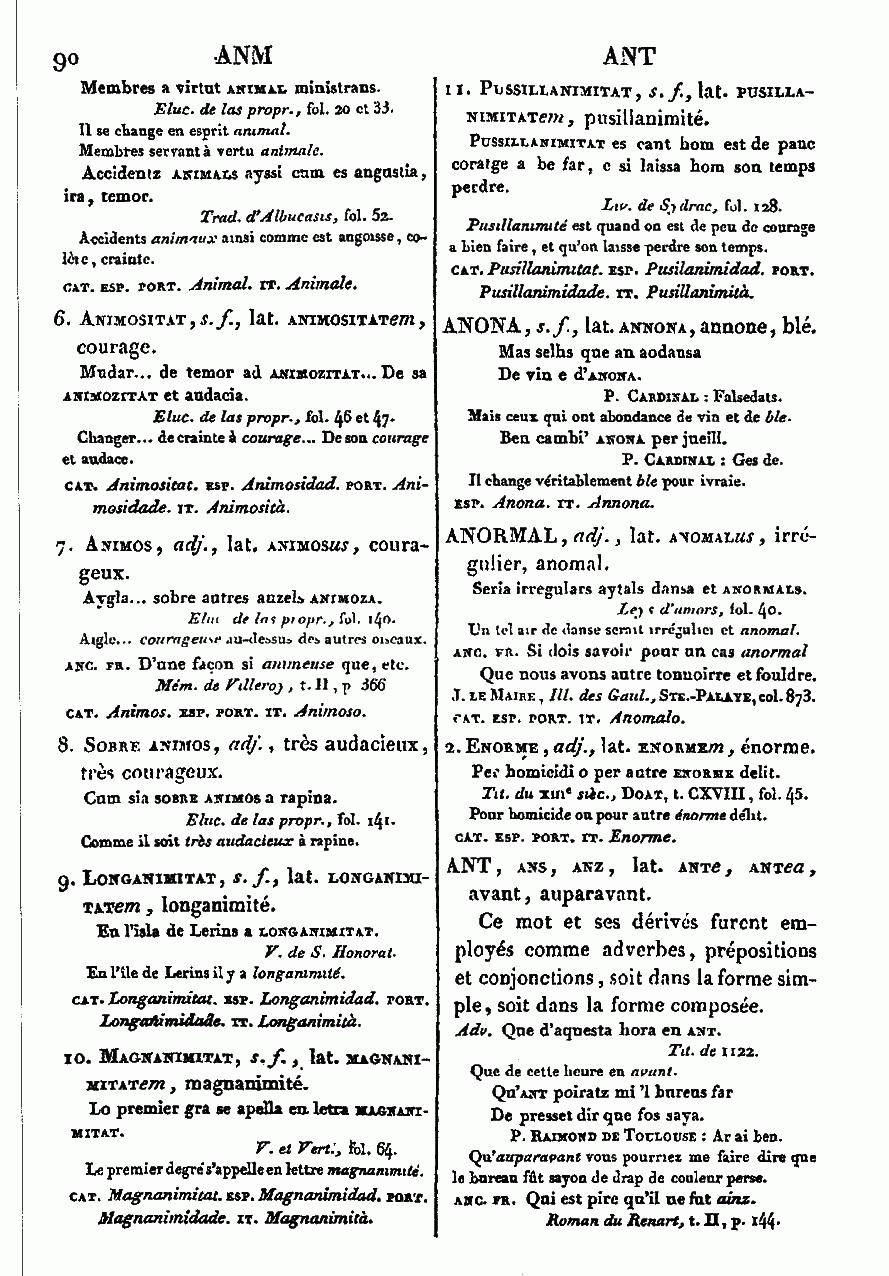 90 ANM ANT
Membres a virtut ANIMAL ministrans.
Eluc. de las propr., fol. 20 et 33.
Il se change en esprit animal.
Membres servant à vertu animale.
Accidentz ANIMALS ayssi cum es angustia,
ira, temor.
Trad. d'Albucasis, fol. 52.
Accidents animaux ainsi comme est angoisse, co-
lère, crainte.
CAT. ESP. PORT. Animal. IT. Animale.
6. ANIMOSITAT, s. f., lat. ANIMOSITATem,
courage.
Mudar... de temor ad ANIMOZITAT... De sa
ANIMOZITAT et audacia.
Eluc. de las propr., fol. 46 et 47.
Changer... de crainte à courage... De son courage
et audace.
CAT. Animositat. ESP. Animosidad. PORT. Ani-
mosidade. IT. Animosità.
7. ANIMOS, adj., lat. ANIMOSus, coura-
geux.
Aygla... sobre autres auzels ANIMOZA.
Eluc. de las propr., fol. 140.
Aigle... courageuse au-dessus des autres oiseaux.
ANC. FR. D'une façon si animeuse que, etc.
Mém. de Villeroy, t. II, p 366
CAT. Animos. ESP. PORT. IT. Animoso.
8. SOBRE ANIMOS, adj., très audacieux,
très courageux.
Cum sia SOBRE ANIMOS a rapina.
Eluc. de las propr., fol. 141.
Comme il soit très audacieux à rapine.
9. LONGANIMITAT, s. f., lat. LONGANIMI-
TATem, longanimité.
En l'isla de Lerins a LONGANIMITAT.
V. de S. Honorat.
En l'île de Lerins il y a longanimité.
CAT. Longanimitat. ESP. Longanimidad. PORT.
Longanimidade. IT. Longanimità.
10. MAGNANIMITAT, s. f., lat. MAGNANI-
MITATem, magnanimité.
Lo premier gra se apella en letra MAGNANI-
MITAT.
V. et Vert., fol. 64.
Le premier degré s'appelle en lettre magnanimité.
CAT. Magnanimitat. ESP. Magnanimidad. PORT.
Magnanimidade. IT. Magnanimità.
11. PUSSILLANIMITAT, s. f., lat. PUSILLA-
NIMITATem, pusillanimité.
PUSSILLANIMITAT es cant hom est de pauc
coratge a be far, e si laissa hom son temps
perdre.
Liv. de Sydrac, fol. 128.
Pusillanimité est quand on est de peu de courage
a bien faire, et qu'on laisse perdre son temps.
CAT. Pusillanimitat. ESP. Pusilanimidad. PORT.
Pusillanimidade. IT. Pusillanimità.
ANONA, s. f., lat. ANNONA, annone, blé.
Mas selhs que an aodansa
De vin e d'ANONA.
P. CARDINAL : Falsedats.
Mais ceux qui ont abondance de vin et de ble.
Ben cambi' ANONA per jueill.
P. CARDINAL : Ges de.
Il change véritablement ble pour ivraie.
ESP. Anona. IT. Annona.
ANORMAL, adj., lat. ANOMALus, irré-
gulier, anomal.
Seria irregulars aytals dansa et ANORMALS.
Leys d'amors, fol. 40.
Un tel air de danse serait irrégulier et anomal.
ANC. FR. Si dois savoir pour un cas anormal
Que nous avons autre tonnoirre et fouldre.
J. LE MAIRE, Ill. des Gaul., STE.-PALAYE, col. 873.
CAT. ESP. PORT. IT. Anomalo.
2. ENORME, adj., lat. ENORMEm, énorme.
Per homicidi o per autre ENORME delit.
Tit. du XIIIe sièc., DOAT, t. CXVIII, fol. 45.
Pour homicide ou pour autre énorme délit.
CAT. ESP. PORT. IT. Enorme.
ANT, ANS, ANZ, lat. ANTe, ANTea,
avant, auparavant.
Ce mot et ses dérivés furent em-
ployés comme adverbes, prépositions
et conjonctions, soit dans la forme sim-
ple, soit dans la forme composée.
Adv. Que d'aquesta hora en ANT.
Tit. de 1122.
Que de cette heure en avant.
Qu'ANT poiratz mi 'l bureus far
De presset dir que fos saya.
P. RAIMOND DE TOULOUSE : Ar ai ben.
Qu'auparavant vous pourriez me faire dire que
le bureau fût sayon de drap de couleur perse.
ANC. FR. Qui est pire qu'il ne fut ainz.
Roman du Renart, t. II, p. 144.